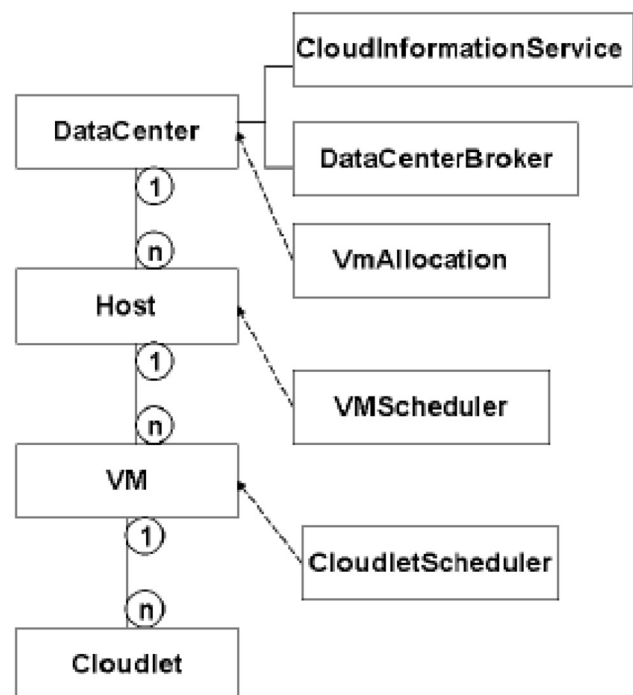 CloudInformationService
DataCenter
DataCenterBroker
1
VmAllocation
n
Host
1
VMScheduler
n
VM
1
CloudletScheduler
n
Cloudlet